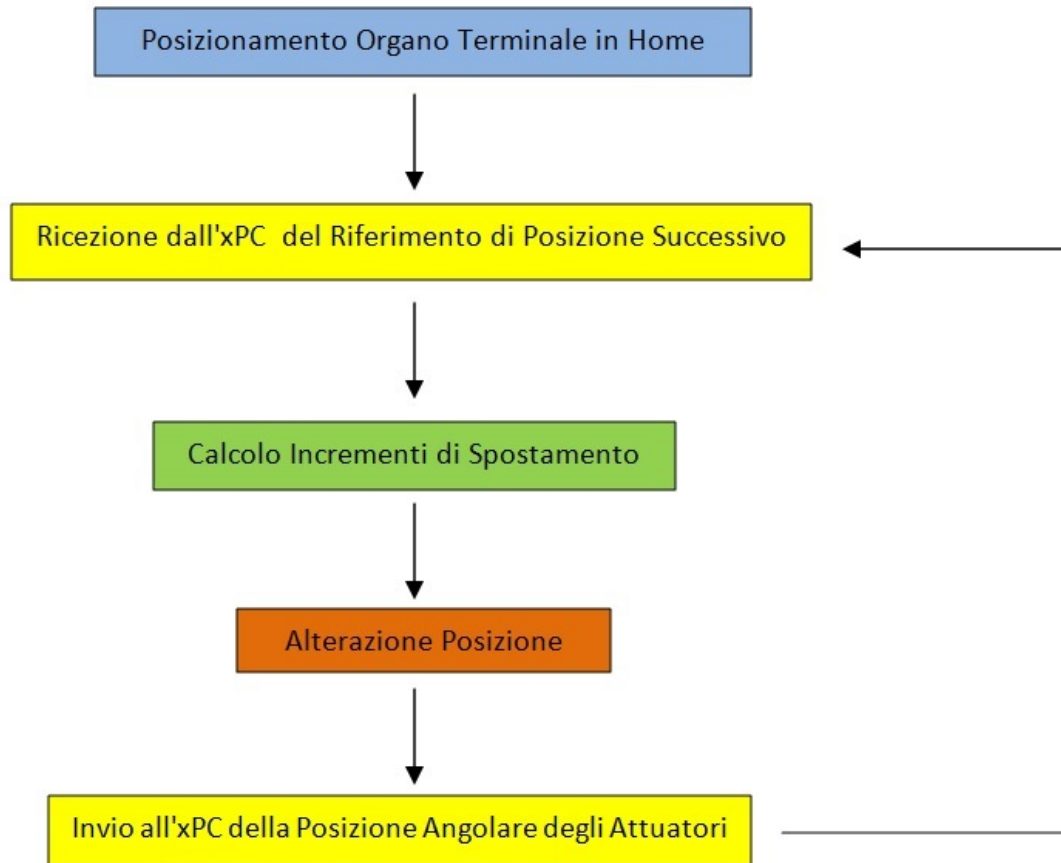 Posizionamento Organo Terminale in Home
Ricezione dall'xPC del Riferimento di Posizione Successivo
Calcolo Incrementi di Spostamento
Alterazione Posizione
Invio all'xPC della Posizione Angolare degli Attuatori